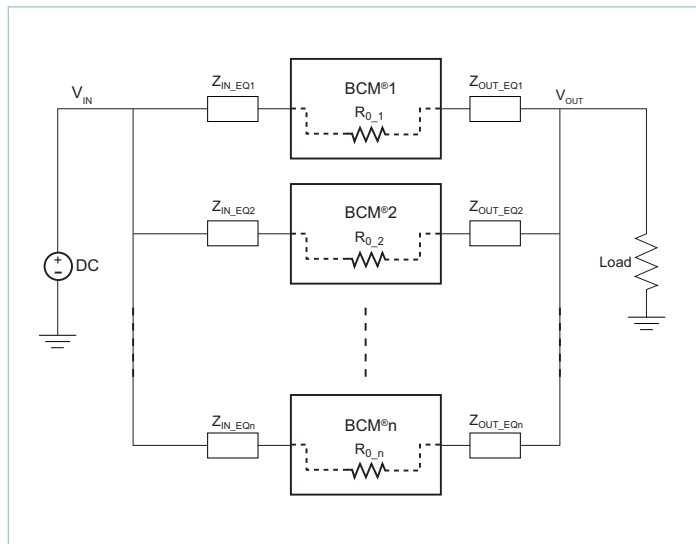 V_IN
Z_IN_EQ1
BCM®1
R_0_1
Z_OUT_EQ1
V_OUT
Z_IN_EQ2
BCM®2
R_0_2
Z_OUT_EQ2
+
DC
Load
Z_IN_EQn
BCM®n
R_0_n
Z_OUT_EQn